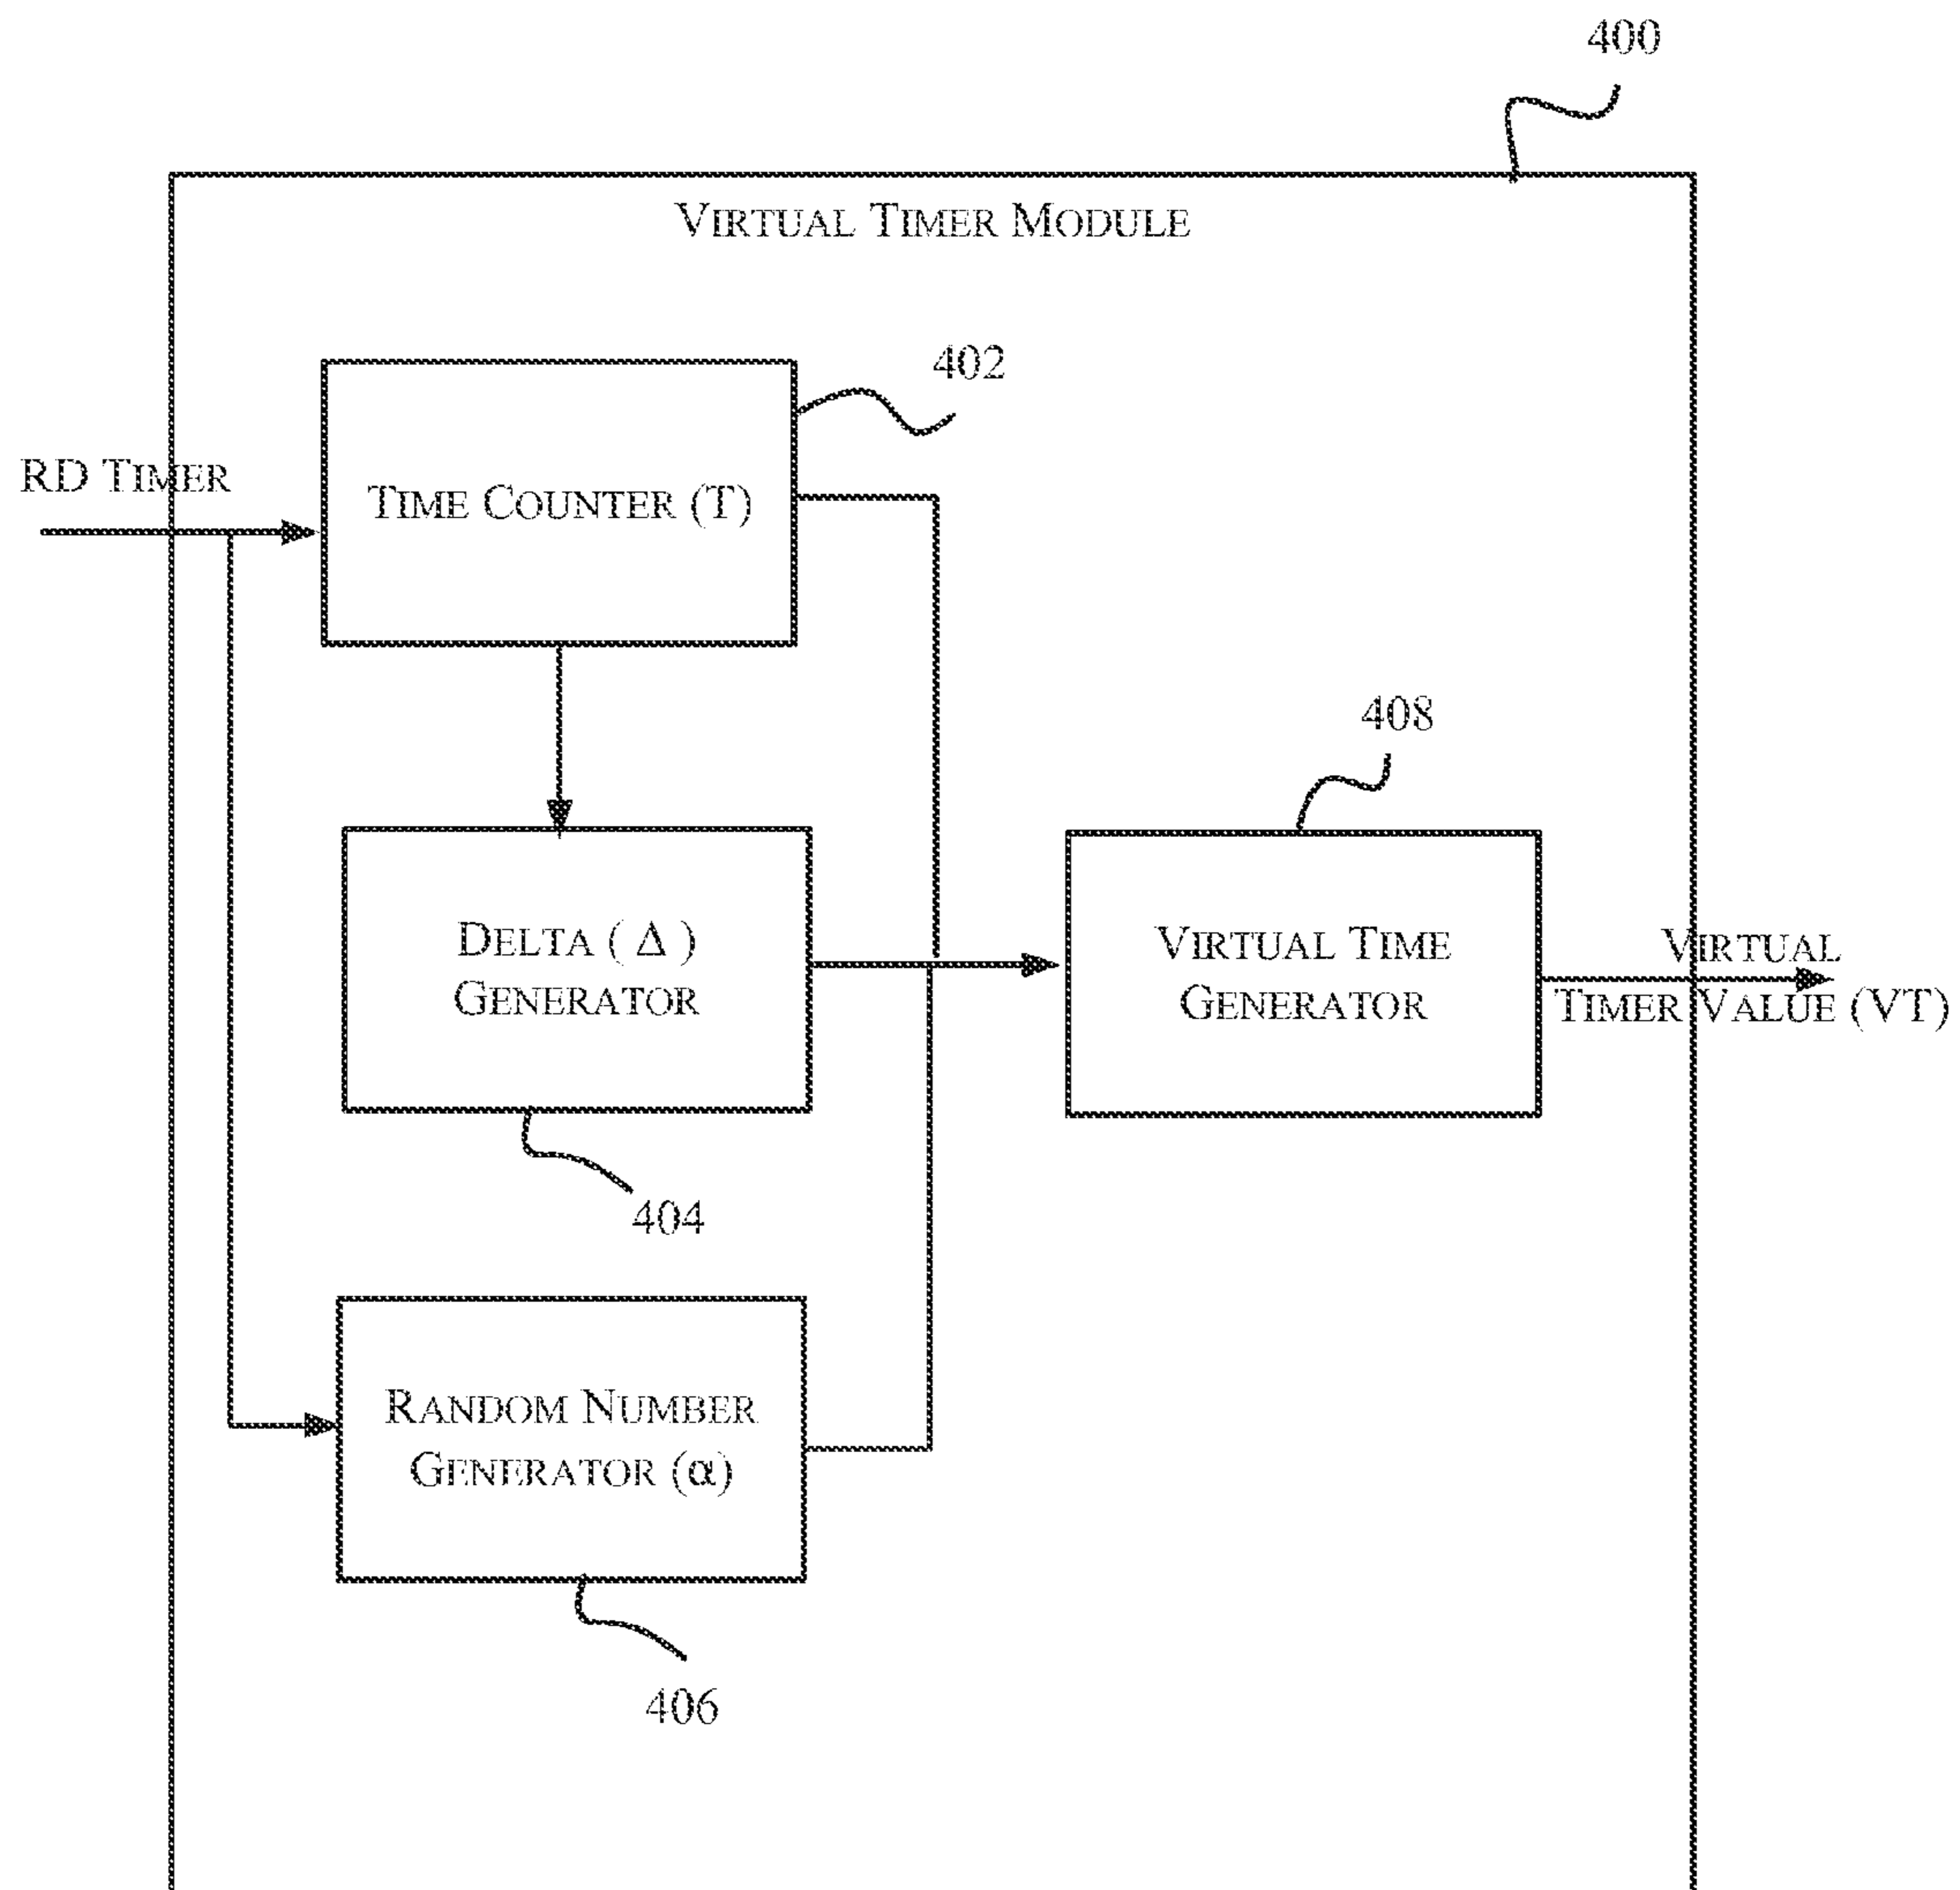 400
VIRTUAL TIMER MODULE
402
RD TIMER
TIME COUNTER (T)
408
DELTA ( Δ )
GENERATOR
VIRTUAL TIME
GENERATOR
VIRTUAL
TIMER VALUE (VT)
404
RANDOM NUMBER
GENERATOR (α)
406